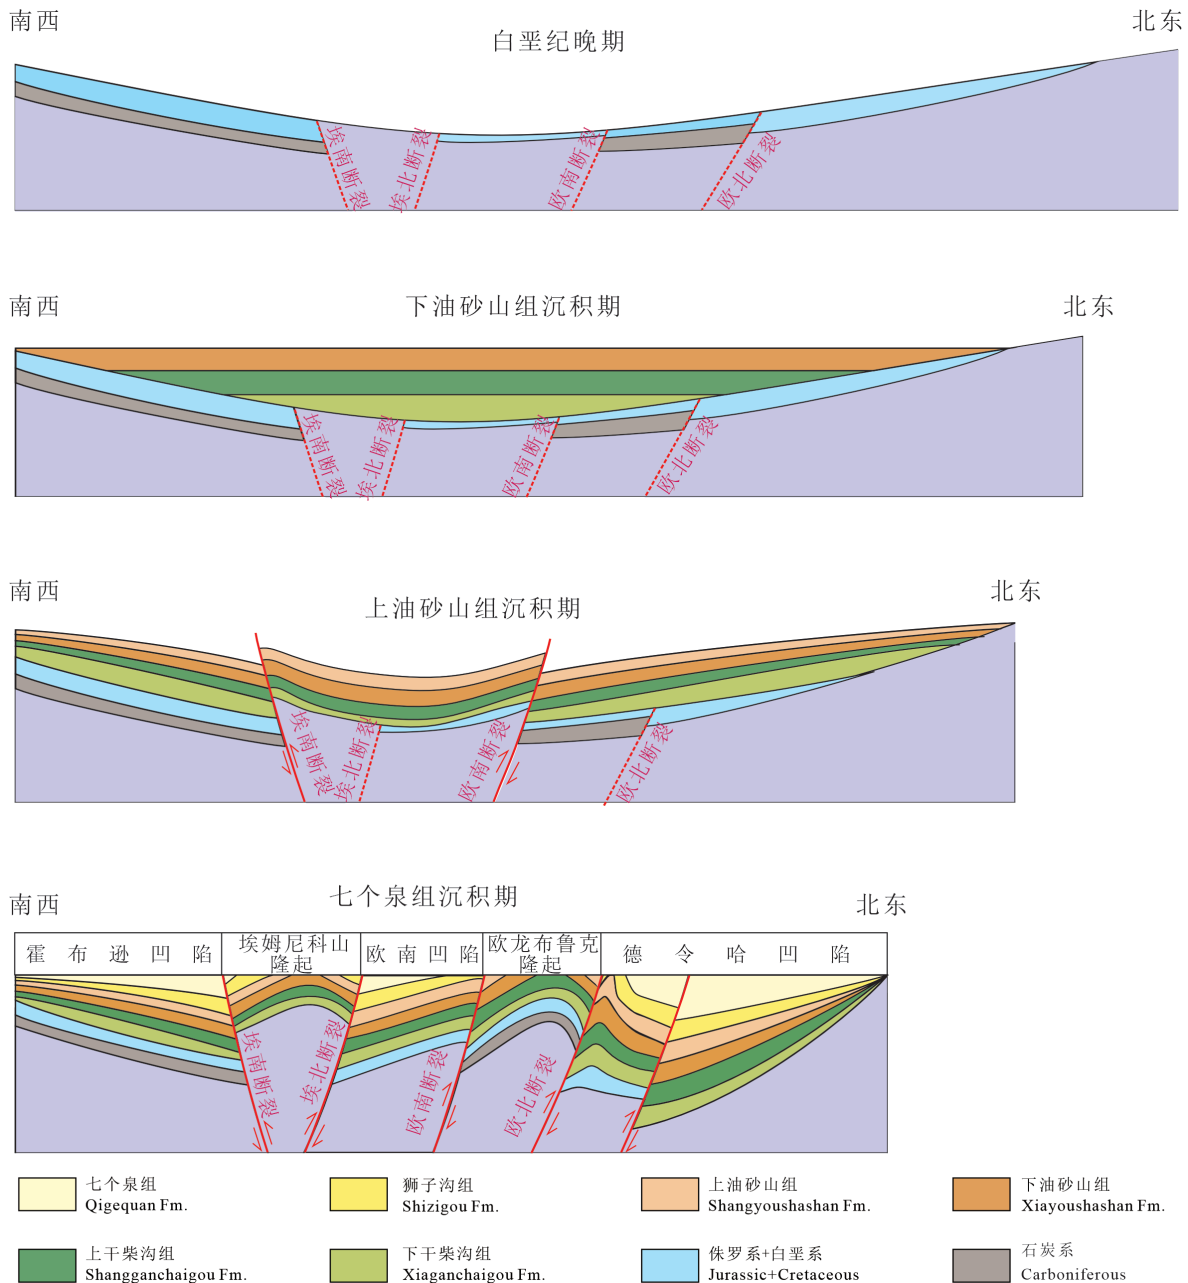 南西
北东
白垩纪晚期
埃南断裂
埃北断裂
欧南断裂
欧北断裂
南西
下油砂山组沉积期
北东
埃南断裂
埃北断裂
欧南断裂
欧北断裂
南西
上油砂山组沉积期
北东
埃南断裂
埃北断裂
欧南断裂
欧北断裂
南西
七个泉组沉积期
北东
霍布逊凹陷
埃姆尼科山
隆起
欧南凹陷
欧龙布鲁克
隆起
德令哈凹陷
埃南断裂
埃北断裂
欧南断裂
欧北断裂
七个泉组
Qigequan Fm.
狮子沟组
Shizigou Fm.
上油砂山组
Shangyoushashan Fm.
下油砂山组
Xiayoushashan Fm.
上干柴沟组
Shangganchaigou Fm.
下干柴沟组
Xiaganchaigou Fm.
侏罗系+白垩系
Jurassic+Cretaceous
石炭系
Carboniferous